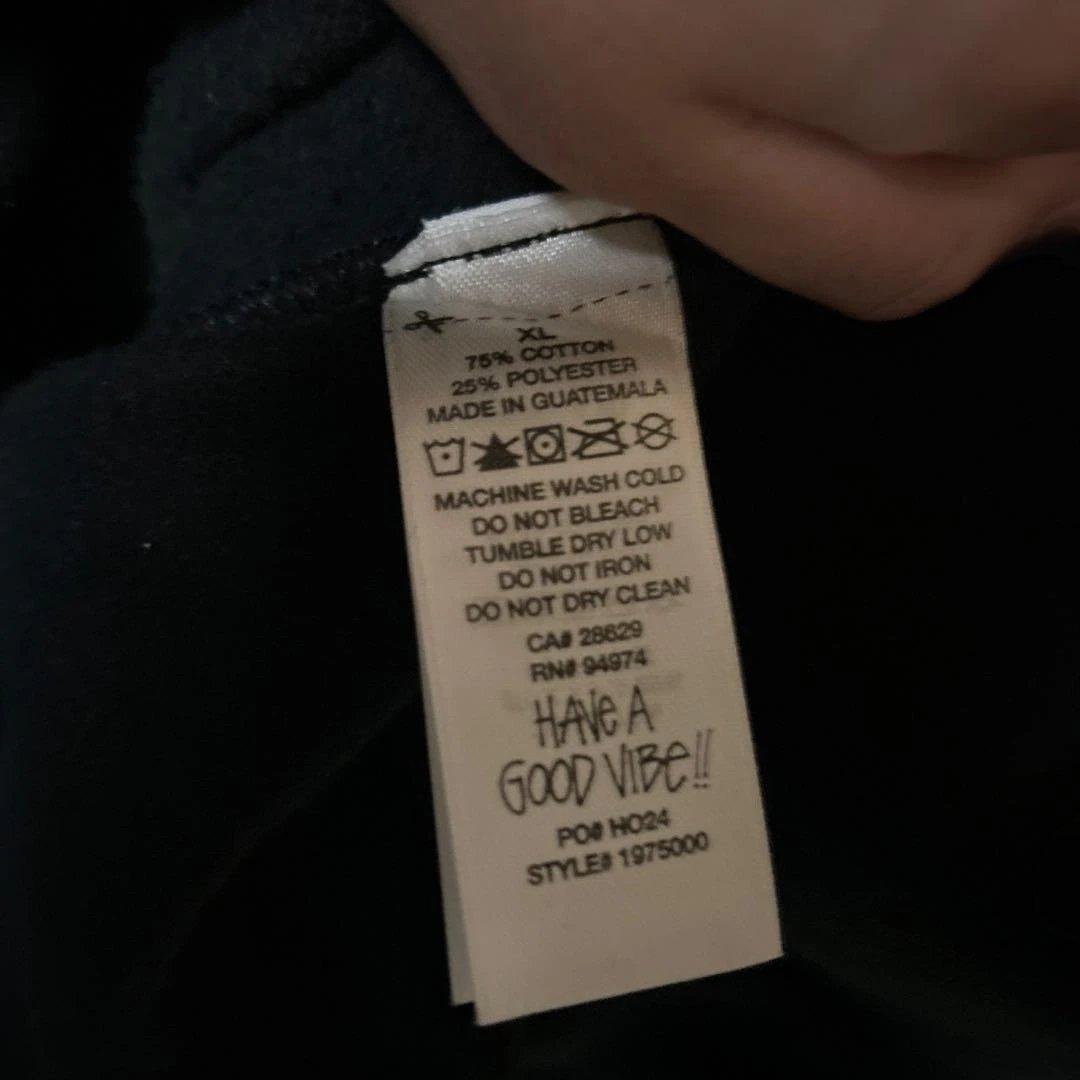 XL
75% COTTON
25% POLYESTER
MADE IN GUATEMALA
MACHINE WASH COLD
DO NOT BLEACH
TUMBLE DRY LOW
DO NOT IRON
DO NOT DRY CLEAN
CA# 28629
RN# 94974
HAVe A
GOOD VIBe!!
PO# HO24
STYLE# 1975000